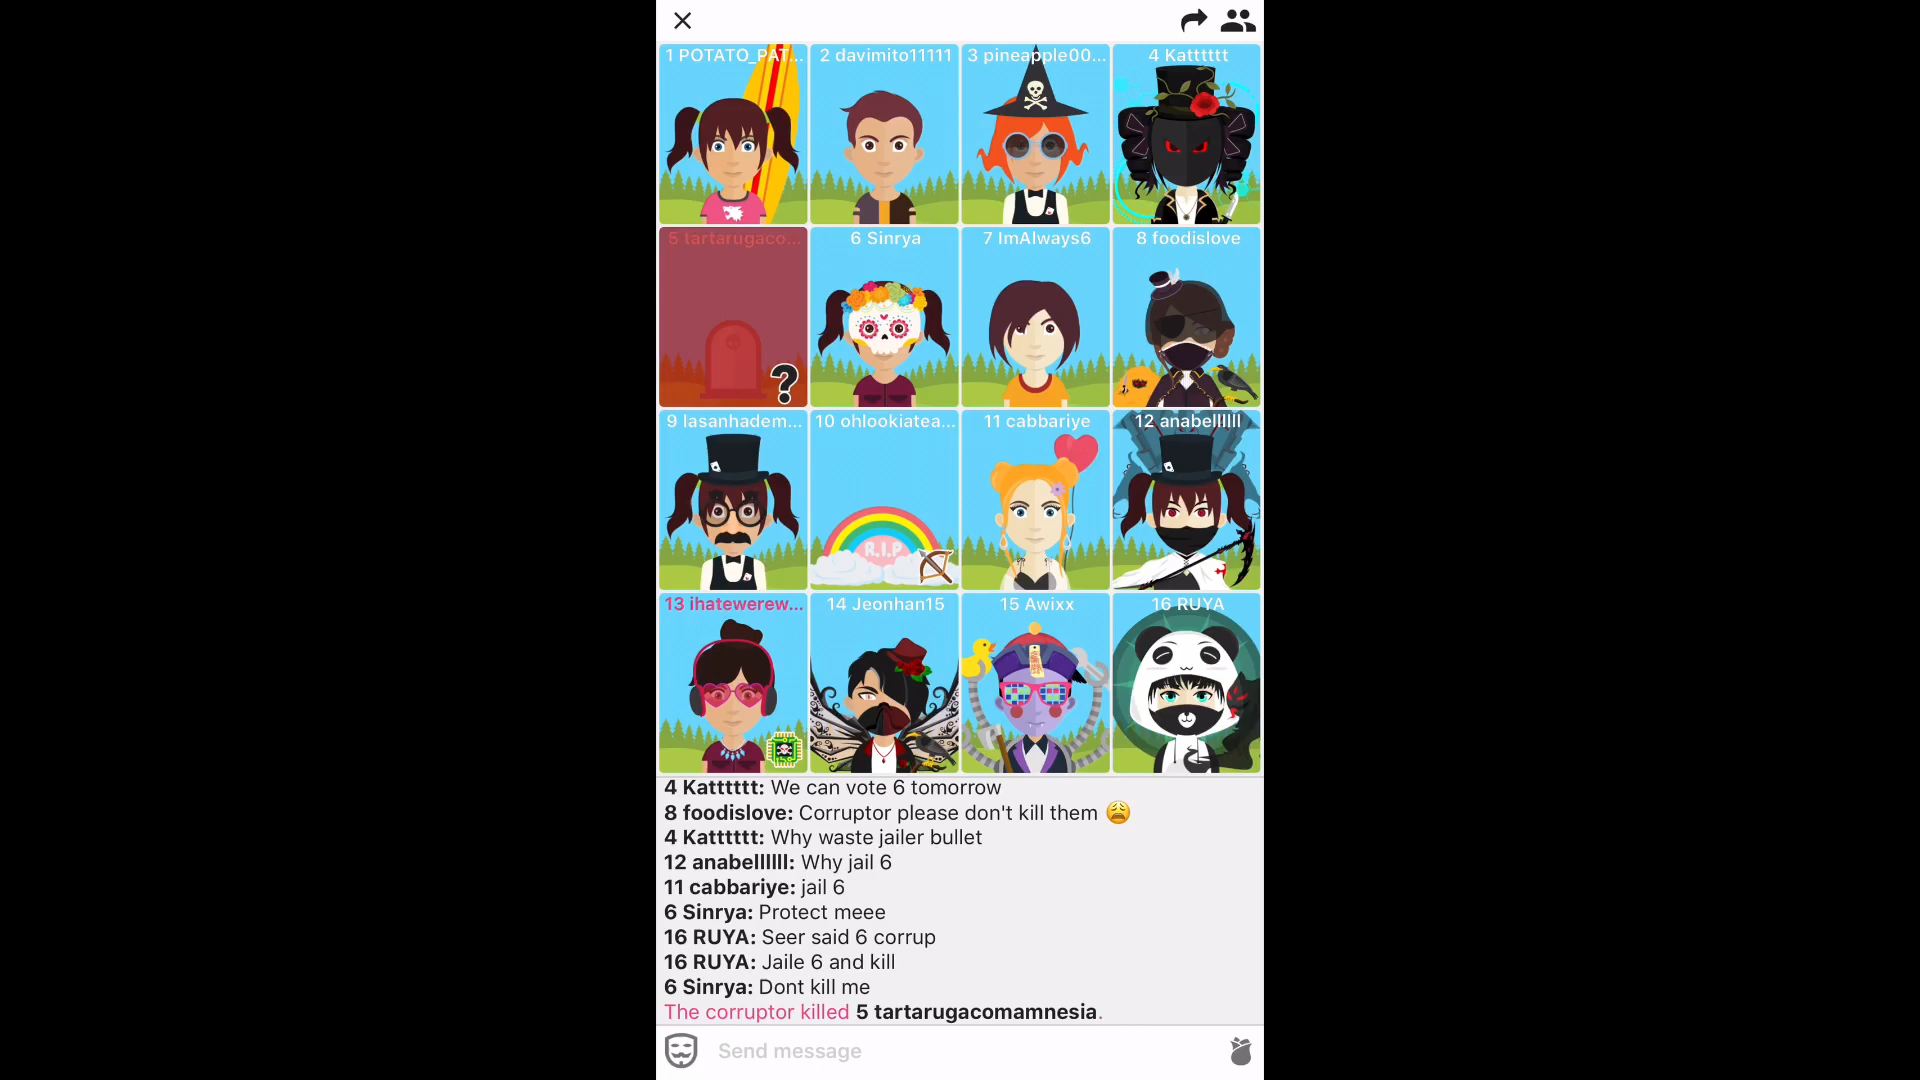 1 POTATO_PAT...
2 davimito11111
3 pineapple00...
4 Katttttt
5 tartarugaco...
6 Sinrya
7 ImAlways6
8 foodislove
9 lasanhadem...
10 ohlookiatea...
11 cabbariye
12 anabellllll
R.I.P
13 ihatewerew...
14 Jeonhan15
15 Awixx
16 RUYA
4 Katttttt: We can vote 6 tomorrow
8 foodislove: Corruptor please don't kill them 😩
4 Katttttt: Why waste jailer bullet
12 anabellllll: Why jail 6
11 cabbariye: jail 6
6 Sinrya: Protect meee
16 RUYA: Seer said 6 corrup
16 RUYA: Jaile 6 and kill
6 Sinrya: Dont kill me
The corruptor killed 5 tartarugacomamnesia.
Send message